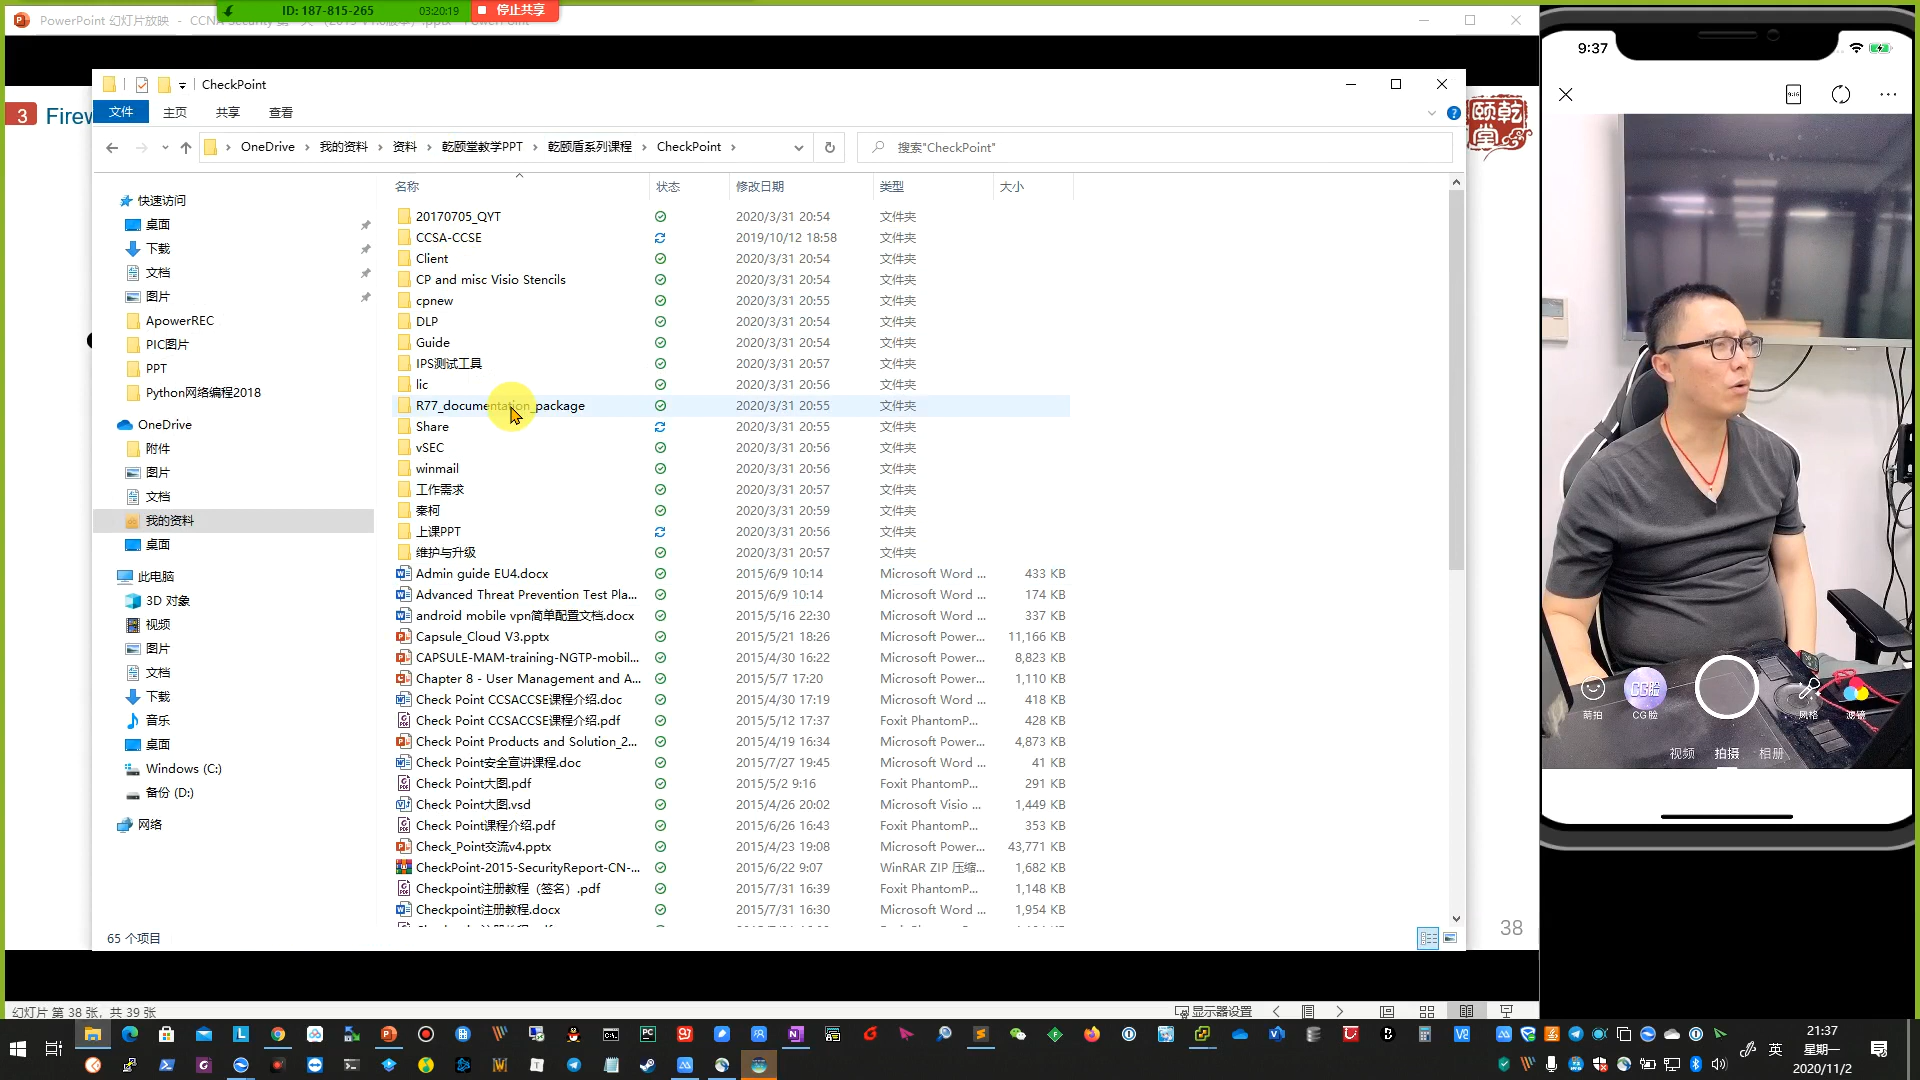 PowerPoint 幻灯片放映 - CCNA Security
ID: 187-815-265
03:20:19
停止共享
3 Firew
CheckPoint
文件 主页 共享 查看
OneDrive 我的资料 资料 乾颐堂教学PPT 乾颐盾系列课程 CheckPoint
搜索"CheckPoint"
快速访问
桌面
下载
文档
图片
ApowerREC
PIC图片
PPT
Python网络编程2018
OneDrive
附件
图片
文档
我的资料
桌面
此电脑
3D 对象
视频
图片
文档
下载
音乐
桌面
Windows (C:)
备份 (D:)
网络
名称 状态 修改日期 类型 大小
20170705_QYT 2020/3/31 20:54 文件夹
CCSA-CCSE 2019/10/12 18:58 文件夹
Client 2020/3/31 20:54 文件夹
CP and misc Visio Stencils 2020/3/31 20:54 文件夹
cpnew 2020/3/31 20:55 文件夹
DLP 2020/3/31 20:54 文件夹
Guide 2020/3/31 20:54 文件夹
IPS测试工具 2020/3/31 20:57 文件夹
lic 2020/3/31 20:56 文件夹
R77_documentation_package 2020/3/31 20:55 文件夹
Share 2020/3/31 20:55 文件夹
vSEC 2020/3/31 20:56 文件夹
winmail 2020/3/31 20:56 文件夹
工作需求 2020/3/31 20:57 文件夹
秦柯 2020/3/31 20:59 文件夹
上课PPT 2020/3/31 20:56 文件夹
维护与升级 2020/3/31 20:57 文件夹
Admin guide EU4.docx 2015/6/9 10:14 Microsoft Word ... 433 KB
Advanced Threat Prevention Test Pla... 2015/6/9 10:14 Microsoft Word ... 174 KB
android mobile vpn简单配置文档.docx 2015/5/16 22:30 Microsoft Word ... 337 KB
Capsule_Cloud V3.pptx 2015/5/21 18:26 Microsoft Power... 11,166 KB
CAPSULE-MAM-training-NGTP-mobil... 2015/4/30 16:22 Microsoft Power... 8,823 KB
Chapter 8 - User Management and A... 2015/5/7 17:20 Microsoft Power... 1,110 KB
Check Point CCSACCSE课程介绍.doc 2015/4/30 17:19 Microsoft Word ... 418 KB
Check Point CCSACCSE课程介绍.pdf 2015/5/12 17:37 Foxit PhantomP... 428 KB
Check Point Products and Solution_2... 2015/4/19 16:34 Microsoft Power... 4,873 KB
Check Point安全宣讲课程.doc 2015/7/27 19:45 Microsoft Word ... 41 KB
Check Point大图.pdf 2015/5/2 9:16 Foxit PhantomP... 291 KB
Check Point大图.vsd 2015/4/26 20:02 Microsoft Visio ... 1,449 KB
Check Point课程介绍.pdf 2015/6/26 16:43 Foxit PhantomP... 353 KB
Check_Point交流v4.pptx 2015/4/23 19:08 Microsoft Power... 43,771 KB
CheckPoint-2015-SecurityReport-CN-... 2015/6/22 9:07 WinRAR ZIP 压缩... 1,682 KB
Checkpoint注册教程（签名）.pdf 2015/7/31 16:39 Foxit PhantomP... 1,148 KB
Checkpoint注册教程.docx 2015/7/31 16:30 Microsoft Word ... 1,954 KB
65 个项目
38
颐乾堂
9:37
萌拍
CG脸
CG脸
风格
滤镜
视频 拍摄 相册
幻灯片 第 38 张，共 39 张
显示器设置
英
21:37
星期一
2020/11/2